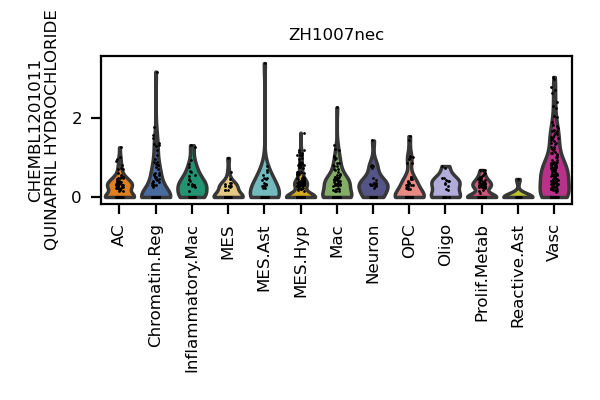 ZH1007nec
CHEMBL1201011
QUINAPRIL HYDROCHLORIDE
2
0
AC
Chromatin.Reg
Inflammatory.Mac
MES
MES.Ast
MES.Hyp
Mac
Neuron
OPC
Oligo
Prolif.Metab
Reactive.Ast
Vasc